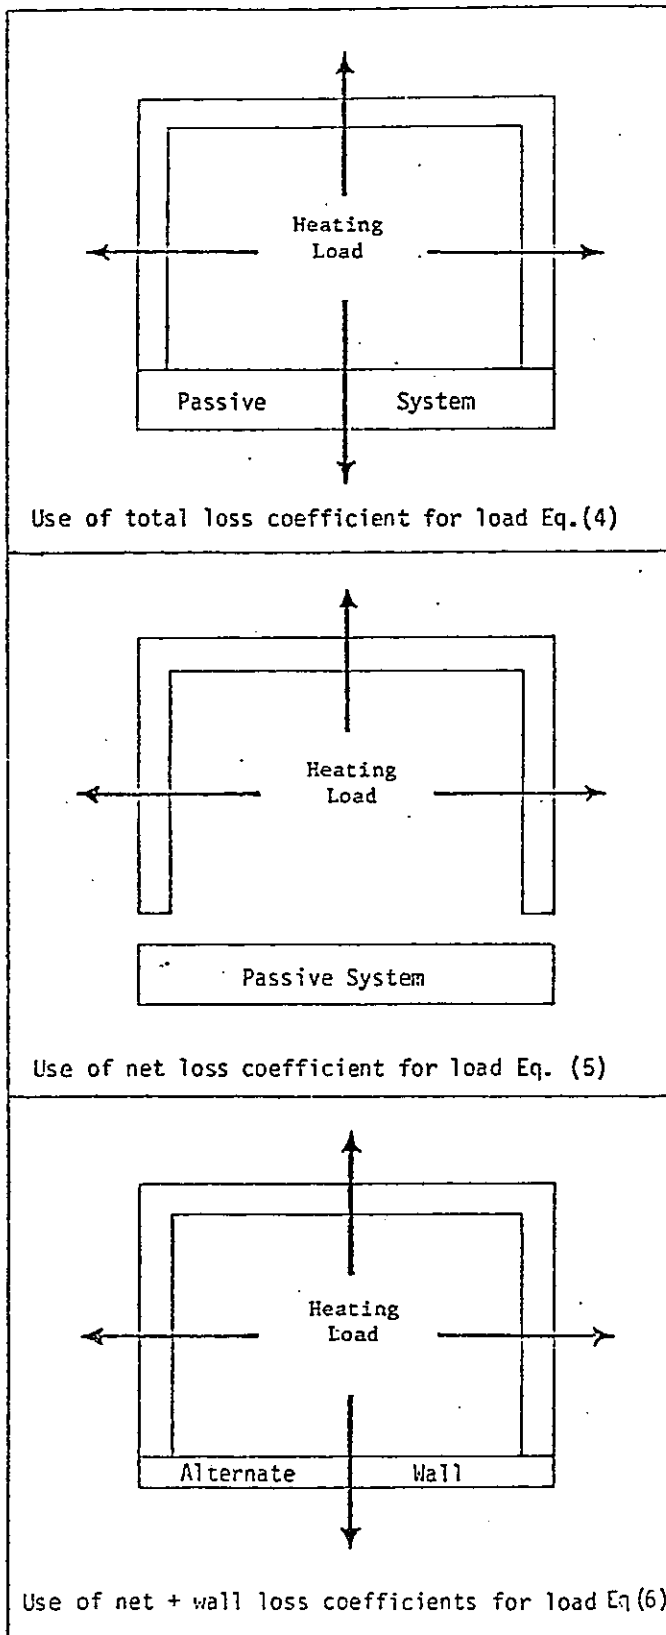 Heating
Load
Passive System
Use of total loss coefficient for load Eq.(4)
Heating
Load
Passive System
Use of net loss coefficient for load Eq. (5)
Heating
Load
Alternate Wall
Use of net + wall loss coefficients for load Eq(6)